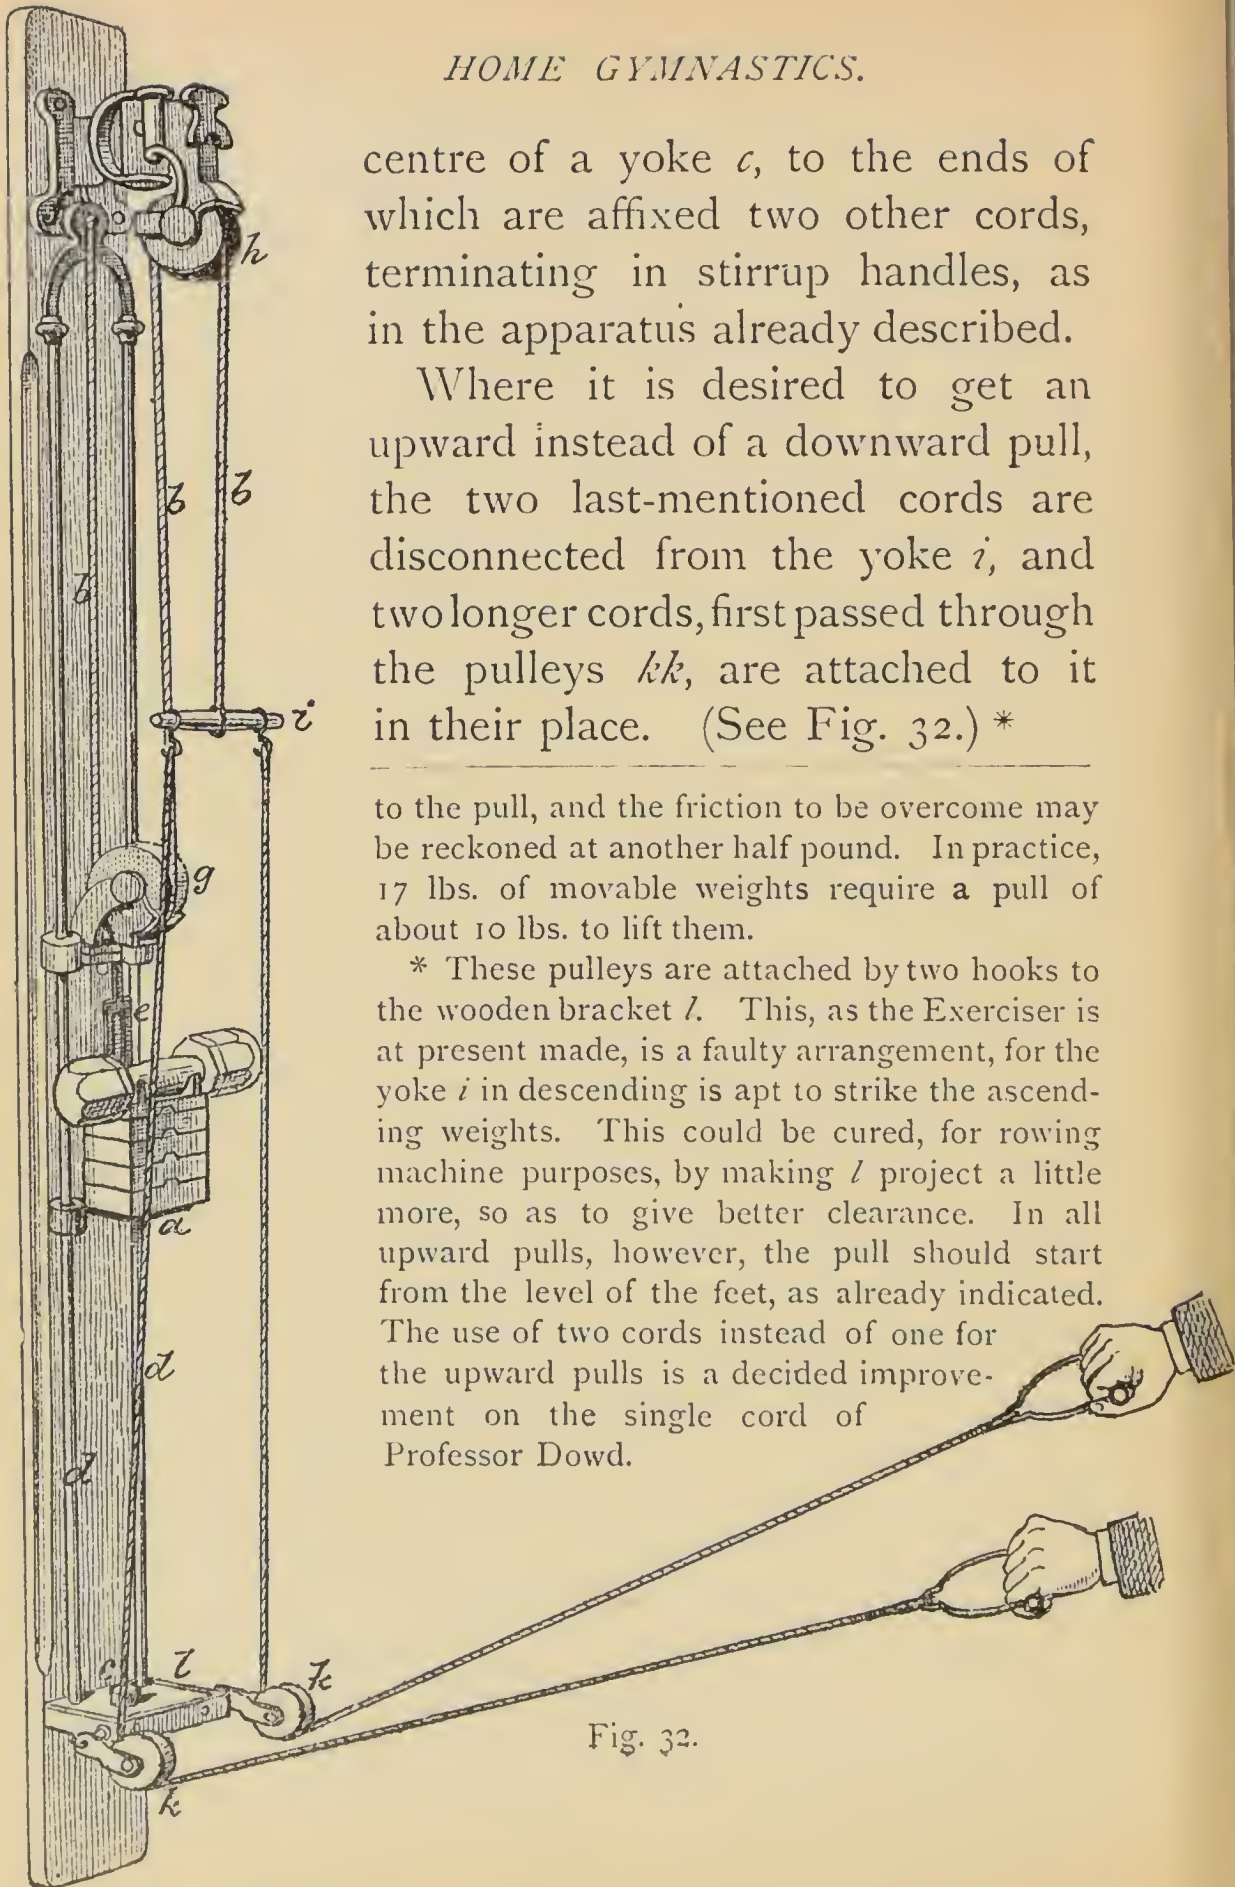 HOME GYMNASTICS.
centre of a yoke c, to the ends of
which are affixed two other cords,
terminating in stirrup handles, as
in the apparatus already described.
Where it is desired to get an
upward instead of a downward pull,
the two last-mentioned cords are
disconnected from the yoke i, and
two longer cords, first passed through
the pulleys kk, are attached to it
in their place. (See Fig. 32.) *
to the pull, and the friction to be overcome may
be reckoned at another half pound. In practice,
17 lbs. of movable weights require a pull of
about 10 lbs. to lift them.
* These pulleys are attached by two hooks to
the wooden bracket l. This, as the Exerciser is
at present made, is a faulty arrangement, for the
yoke i in descending is apt to strike the ascend-
ing weights. This could be cured, for rowing
machine purposes, by making l project a little
more, so as to give better clearance. In all
upward pulls, however, the pull should start
from the level of the feet, as already indicated.
The use of two cords instead of one for
the upward pulls is a decided improve-
ment on the single cord of
Professor Dowd.
h
b
b
b
i
g
e
a
d
d
l
k
k
Fig. 32.